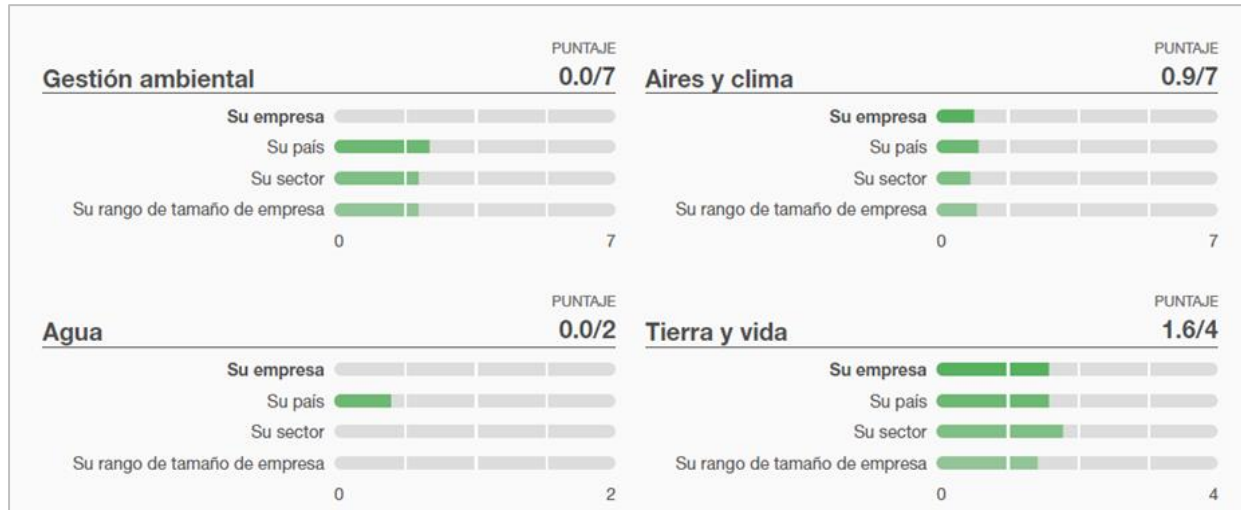 PUNTAJE
Gestión ambiental 0.0/7
Su empresa
Su país
Su sector
Su rango de tamaño de empresa
0 7
PUNTAJE
Aires y clima 0.9/7
Su empresa
Su país
Su sector
Su rango de tamaño de empresa
0 7
PUNTAJE
Agua 0.0/2
Su empresa
Su país
Su sector
Su rango de tamaño de empresa
0 2
PUNTAJE
Tierra y vida 1.6/4
Su empresa
Su país
Su sector
Su rango de tamaño de empresa
0 4